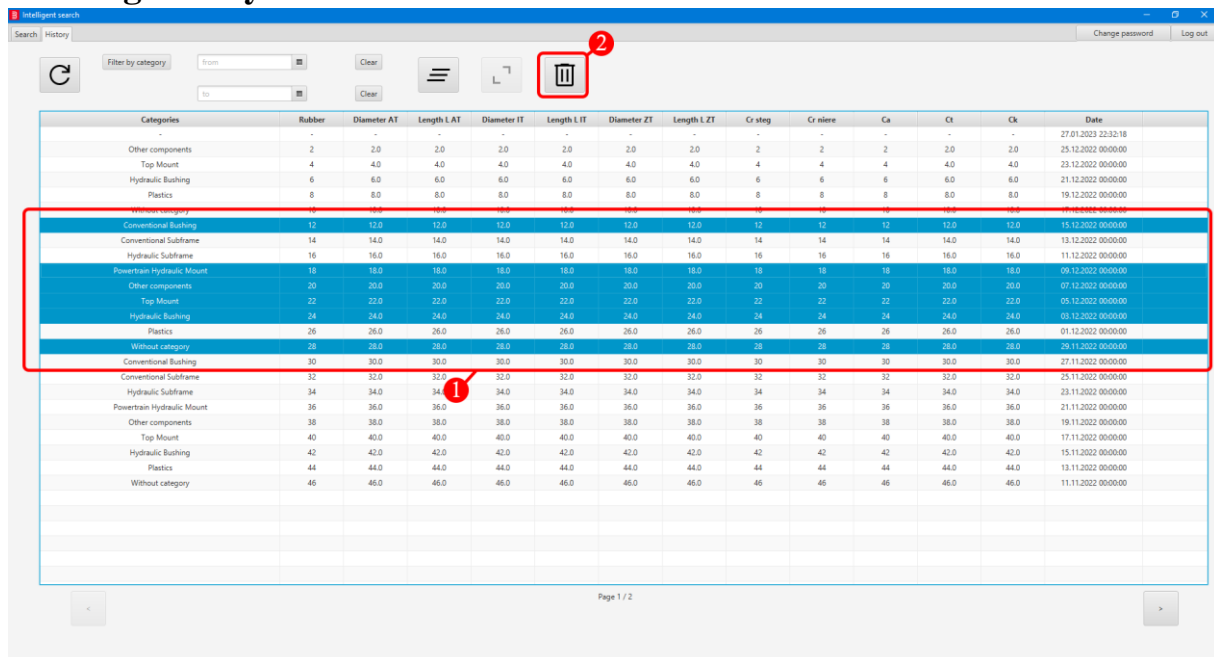 Intelligent search
Search History Change password Log out
2
Filter by category from Clear
to Clear
Categories Rubber Diameter AT Length L AT Diameter IT Length L IT Diameter ZT Length L ZT Cr steg Cr niere Ca Ct Ck Date
- - - - - - - - - - - - - 27.01.2023 22:32:18
Other components 2 2.0 2.0 2.0 2.0 2.0 2.0 2 2 2 2.0 2.0 25.12.2022 00:00:00
Top Mount 4 4.0 4.0 4.0 4.0 4.0 4.0 4 4 4 4.0 4.0 23.12.2022 00:00:00
Hydraulic Bushing 6 6.0 6.0 6.0 6.0 6.0 6.0 6 6 6 6.0 6.0 21.12.2022 00:00:00
Plastics 8 8.0 8.0 8.0 8.0 8.0 8.0 8 8 8 8.0 8.0 19.12.2022 00:00:00
Without category 10 10.0 10.0 10.0 10.0 10.0 10.0 10 10 10 10.0 10.0 17.12.2022 00:00:00
Conventional Bushing 12 12.0 12.0 12.0 12.0 12.0 12.0 12 12 12 12.0 12.0 15.12.2022 00:00:00
Conventional Subframe 14 14.0 14.0 14.0 14.0 14.0 14.0 14 14 14 14.0 14.0 13.12.2022 00:00:00
Hydraulic Subframe 16 16.0 16.0 16.0 16.0 16.0 16.0 16 16 16 16.0 16.0 11.12.2022 00:00:00
Powertrain Hydraulic Mount 18 18.0 18.0 18.0 18.0 18.0 18.0 18 18 18 18.0 18.0 09.12.2022 00:00:00
Other components 20 20.0 20.0 20.0 20.0 20.0 20.0 20 20 20 20.0 20.0 07.12.2022 00:00:00
Top Mount 22 22.0 22.0 22.0 22.0 22.0 22.0 22 22 22 22.0 22.0 05.12.2022 00:00:00
Hydraulic Bushing 24 24.0 24.0 24.0 24.0 24.0 24.0 24 24 24 24.0 24.0 03.12.2022 00:00:00
Plastics 26 26.0 26.0 26.0 26.0 26.0 26.0 26 26 26 26.0 26.0 01.12.2022 00:00:00
Without category 28 28.0 28.0 28.0 28.0 28.0 28.0 28 28 28 28.0 28.0 29.11.2022 00:00:00
Conventional Bushing 30 30.0 30.0 30.0 30.0 30.0 30.0 30 30 30 30.0 30.0 27.11.2022 00:00:00
Conventional Subframe 32 32.0 32.0 32.0 32.0 32.0 32.0 32 32 32 32.0 32.0 25.11.2022 00:00:00
1
Hydraulic Subframe 34 34.0 34.0 34.0 34.0 34.0 34 34 34 34.0 34.0 23.11.2022 00:00:00
Powertrain Hydraulic Mount 36 36.0 36.0 36.0 36.0 36.0 36.0 36 36 36 36.0 36.0 21.11.2022 00:00:00
Other components 38 38.0 38.0 38.0 38.0 38.0 38.0 38 38 38 38.0 38.0 19.11.2022 00:00:00
Top Mount 40 40.0 40.0 40.0 40.0 40.0 40.0 40 40 40 40.0 40.0 17.11.2022 00:00:00
Hydraulic Bushing 42 42.0 42.0 42.0 42.0 42.0 42.0 42 42 42 42.0 42.0 15.11.2022 00:00:00
Plastics 44 44.0 44.0 44.0 44.0 44.0 44.0 44 44 44 44.0 44.0 13.11.2022 00:00:00
Without category 46 46.0 46.0 46.0 46.0 46.0 46.0 46 46 46 46.0 46.0 11.11.2022 00:00:00
< Page 1 / 2 >